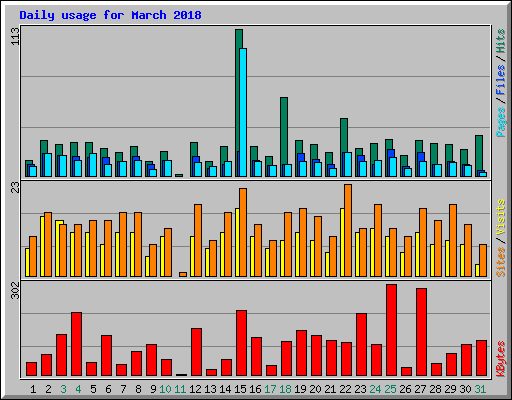 Daily usage for March 2018
113
Pages / Files / Hits
23
Sites / Visits
302
KBytes
1 2 3 4 5 6 7 8 9 10 11 12 13 14 15 16 17 18 19 20 21 22 23 24 25 26 27 28 29 30 31